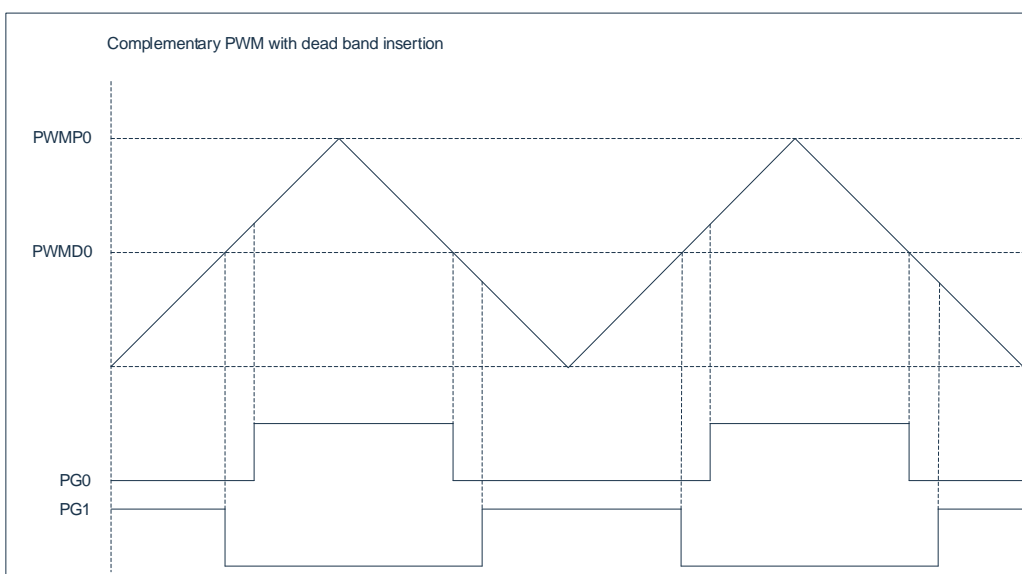 Complementary PWM with dead band insertion
PWMP0
PWMD0
PG0
PG1